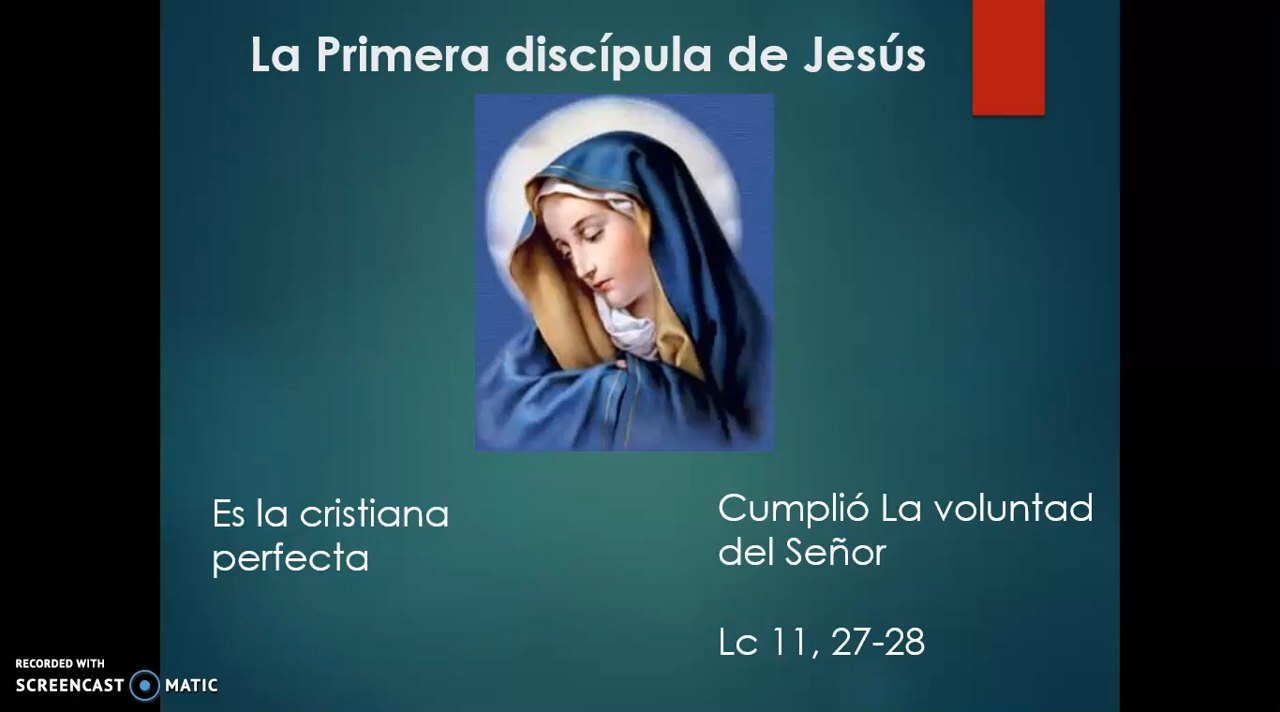 La Primera discípula de Jesús
Es la cristiana
perfecta
Cumplió La voluntad
del Señor
Lc 11, 27-28
RECORDED WITH
SCREENCAST MATIC